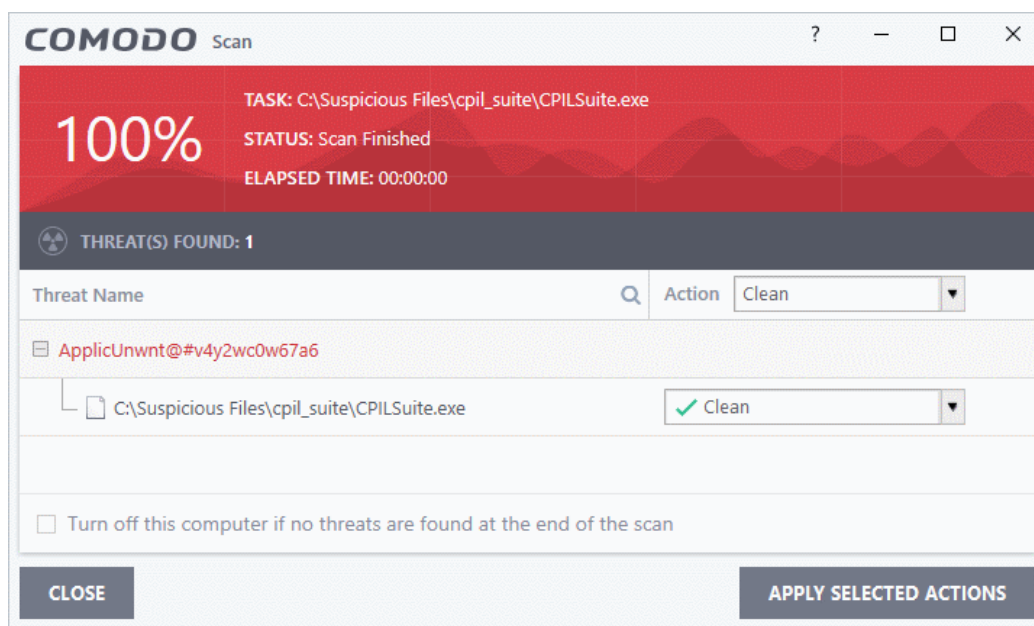 COMODO Scan ?
100%
TASK: C:\Suspicious Files\cpil_suite\CPILSuite.exe
STATUS: Scan Finished
ELAPSED TIME: 00:00:00
THREAT(S) FOUND: 1
Threat Name Action Clean
ApplicUnwnt@#v4y2wc0w67a6
C:\Suspicious Files\cpil_suite\CPILSuite.exe Clean
Turn off this computer if no threats are found at the end of the scan
CLOSE APPLY SELECTED ACTIONS